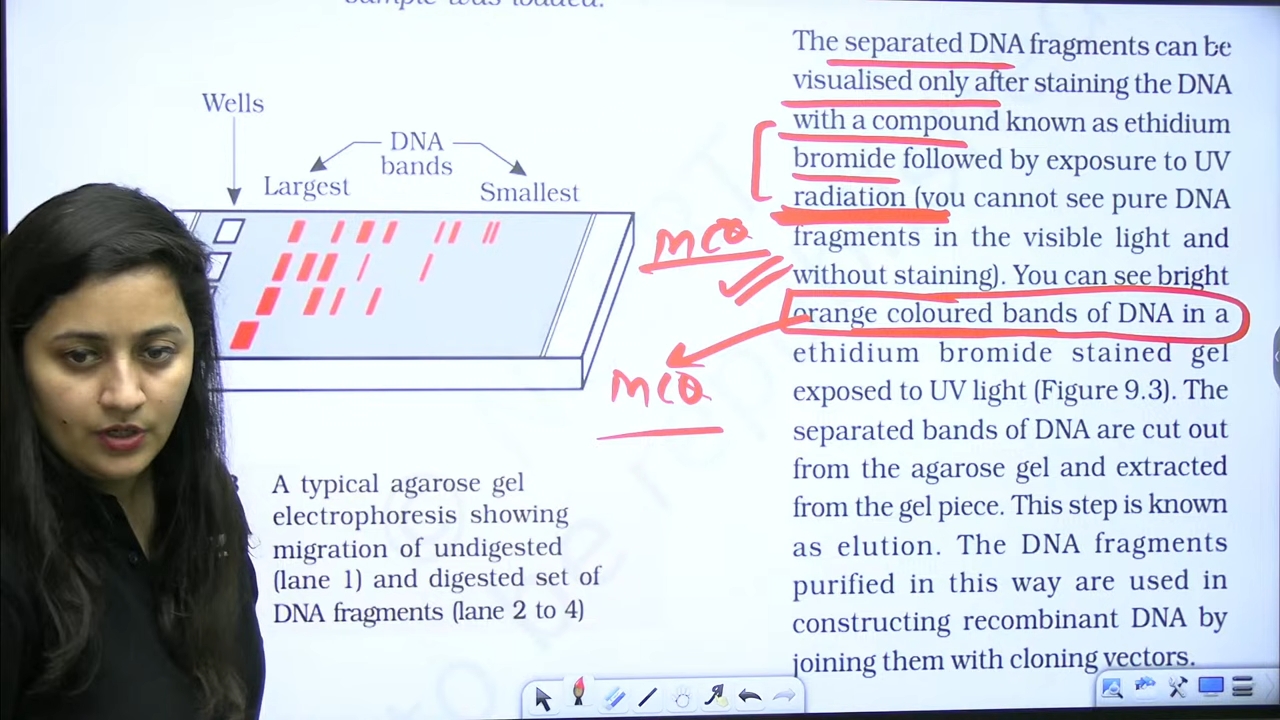 sample was loaded.
Wells
DNA
bands
Largest
Smallest
A typical agarose gel
electrophoresis showing
migration of undigested
(lane 1) and digested set of
DNA fragments (lane 2 to 4)
MCQ
MCQ
The separated DNA fragments can be
visualised only after staining the DNA
with a compound known as ethidium
bromide followed by exposure to UV
radiation (you cannot see pure DNA
fragments in the visible light and
without staining). You can see bright
orange coloured bands of DNA in a
ethidium bromide stained gel
exposed to UV light (Figure 9.3). The
separated bands of DNA are cut out
from the agarose gel and extracted
from the gel piece. This step is known
as elution. The DNA fragments
purified in this way are used in
constructing recombinant DNA by
joining them with cloning vectors.